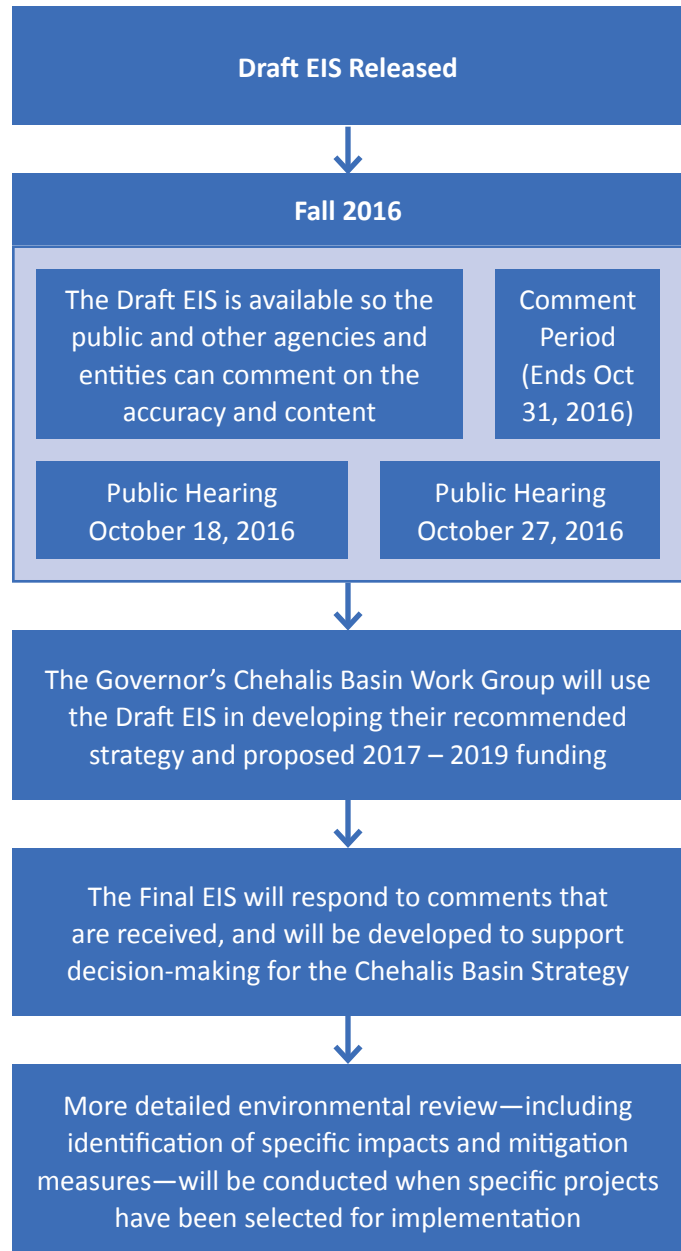 Draft EIS Released
Fall 2016
The Draft EIS is available so the
public and other agencies and
entities can comment on the
accuracy and content
Comment
Period
(Ends Oct
31, 2016)
Public Hearing
October 18, 2016
Public Hearing
October 27, 2016
The Governor’s Chehalis Basin Work Group will use
the Draft EIS in developing their recommended
strategy and proposed 2017 – 2019 funding
The Final EIS will respond to comments that
are received, and will be developed to support
decision-making for the Chehalis Basin Strategy
More detailed environmental review—including
identification of specific impacts and mitigation
measures—will be conducted when specific projects
have been selected for implementation